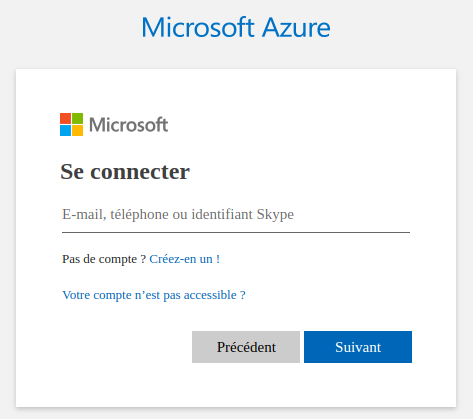 Microsoft Azure
Microsoft
Se connecter
E-mail, téléphone ou identifiant Skype
Pas de compte ? Créez-en un !
Votre compte n’est pas accessible ?
Précédent Suivant